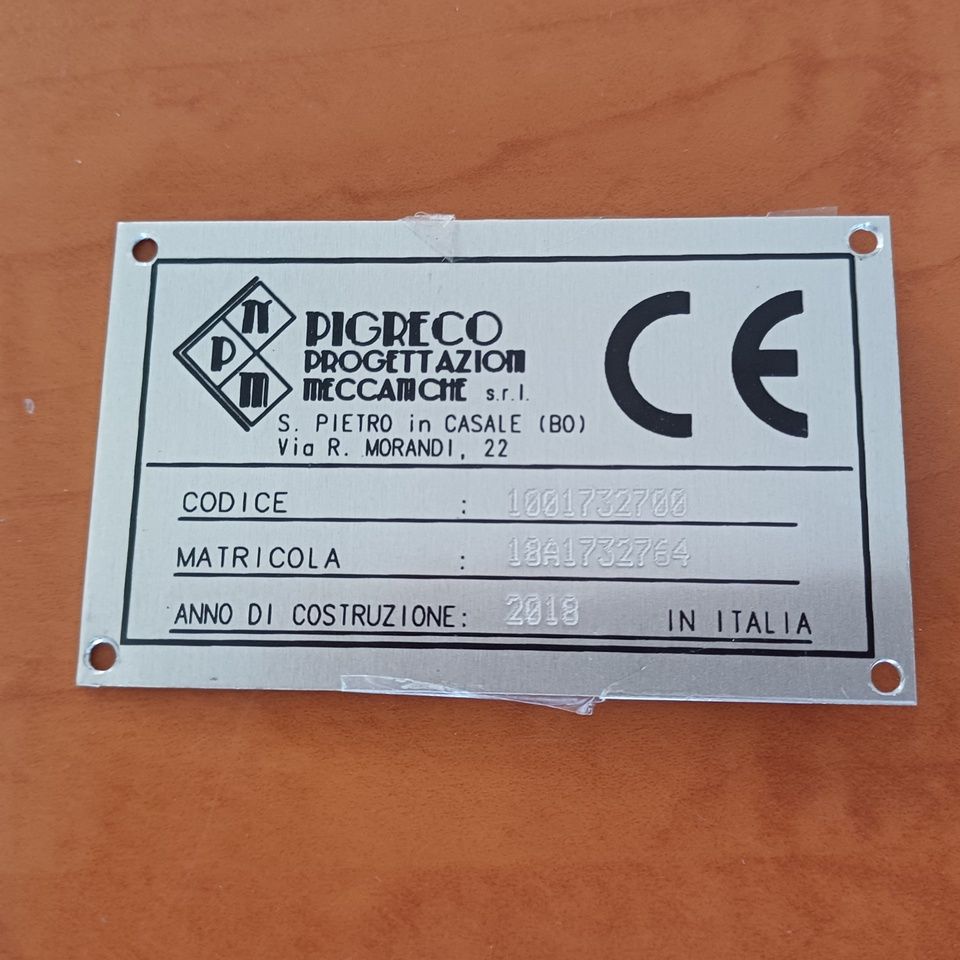 π
P
m
PIGRECO
PROGETTAZIONI
MECCANICHE s.r.l.
S. PIETRO in CASALE (BO)
Via R. MORANDI, 22
CE
CODICE : 1001732700
MATRICOLA : 18A1732764
ANNO DI COSTRUZIONE: 2018 IN ITALIA